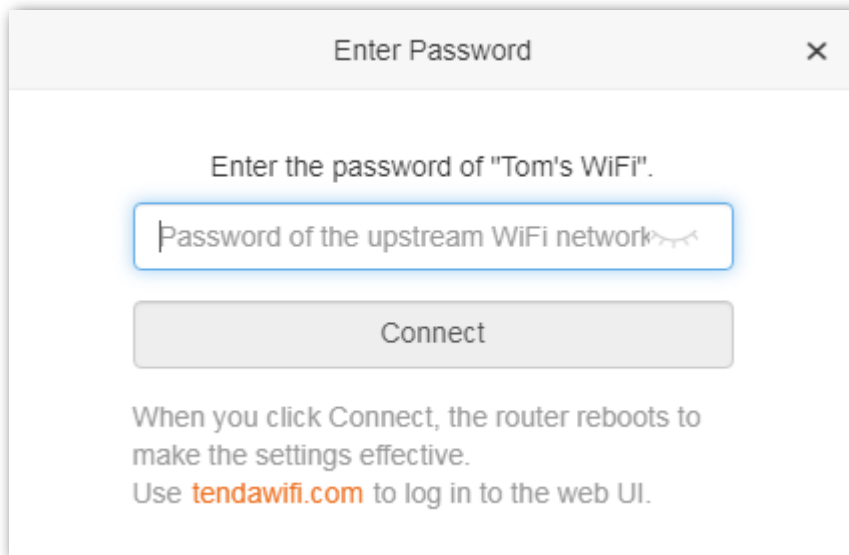 Enter Password
Enter the password of "Tom's WiFi".
Password of the upstream WiFi network
Connect
When you click Connect, the router reboots to
make the settings effective.
Use tendawifi.com to log in to the web UI.